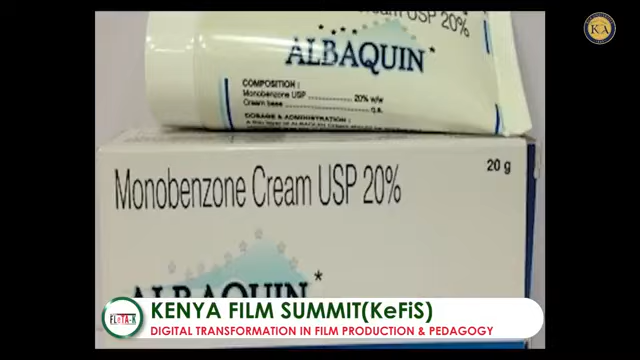 Cream USP 20%
ALBAQUIN*
COMPOSITION :
Monobenzone USP ............ 20% w/w
Cream base ........................ q.s.
DOSAGE & ADMINISTRATION :
Monobenzone Cream USP 20%
20 g
ALBAQUIN*
KENYA FILM SUMMIT(KeFiS)
DIGITAL TRANSFORMATION IN FILM PRODUCTION & PEDAGOGY